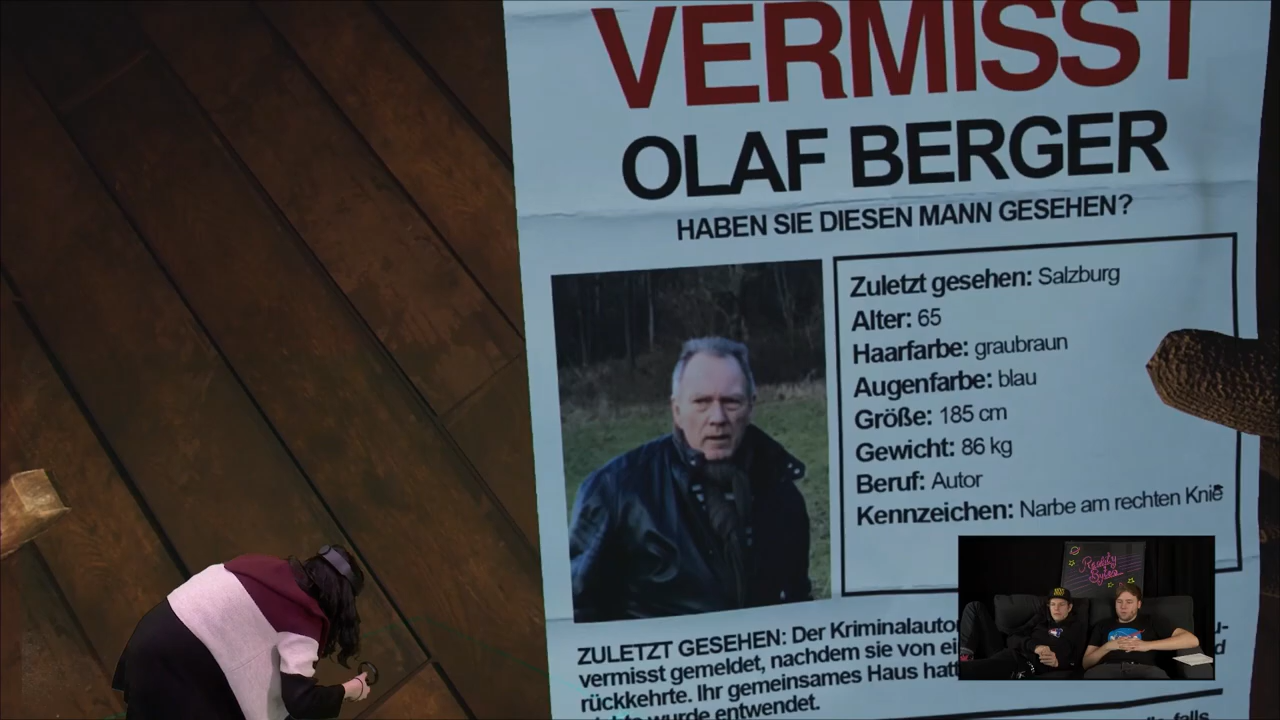 VERMISST
OLAF BERGER
HABEN SIE DIESEN MANN GESEHEN?
Zuletzt gesehen: Salzburg
Alter: 65
Haarfarbe: graubraun
Augenfarbe: blau
Größe: 185 cm
Gewicht: 86 kg
Beruf: Autor
Kennzeichen: Narbe am rechten Knie
ZULETZT GESEHEN: Der Kriminalauto
vermisst gemeldet, nachdem sie von ei
rückkehrte. Ihr gemeinsames Haus hat
wurde entwendet.
falls